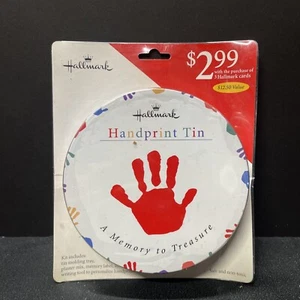 Hallmark
$2.99
with the purchase of
3 Hallmark cards
$12.50 Value
Hallmark
Handprint Tin
A Memory to Treasure
Kit includes: